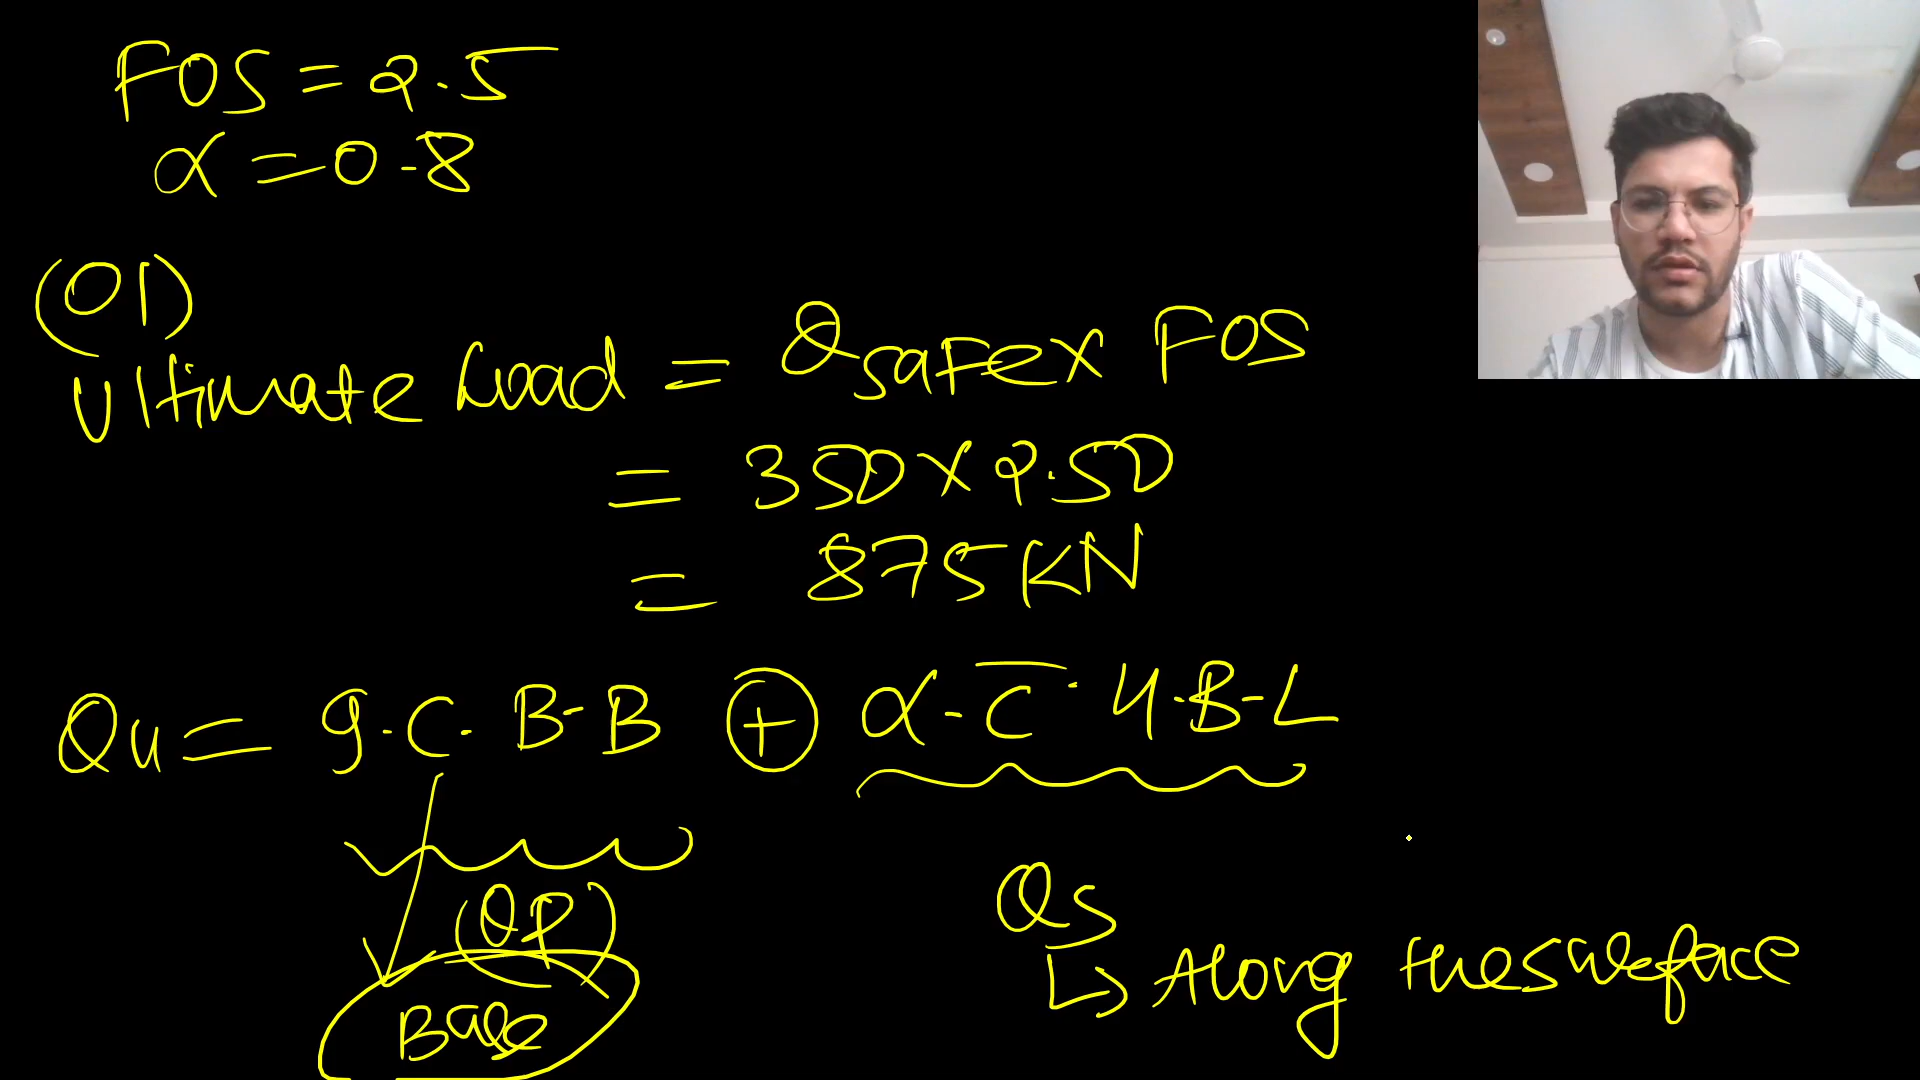 FOS = 2.5
α = 0.8
(01)
Ultimate Load = Qsafe x FOS
= 350 x 2.50
= 875 KN
Qu = 9.C. B-B + α - C̅ . 4.B-L
(QP)
Base
Qs
↳ Along the surface